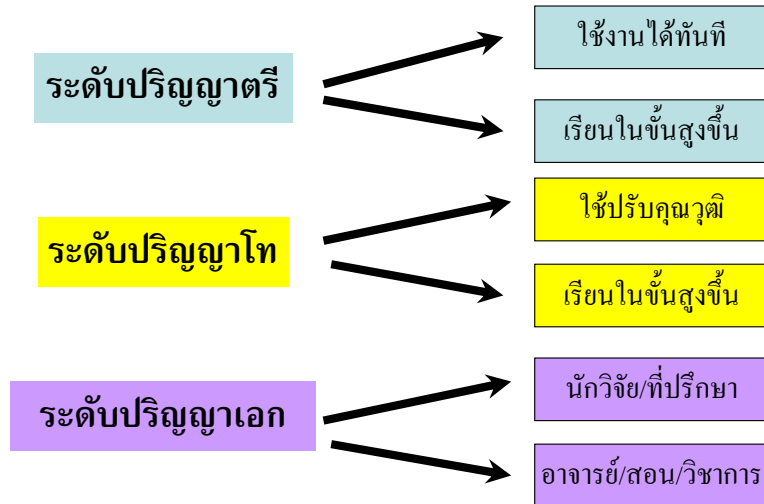 ระดับปริญญาตรี
ใช้งานได้ทันที
เรียนในขั้นสูงขึ้น
ระดับปริญญาโท
ใช้ปรับคุณวุฒิ
เรียนในขั้นสูงขึ้น
ระดับปริญญาเอก
นักวิจัย/ที่ปรึกษา
อาจารย์/สอน/วิชาการ